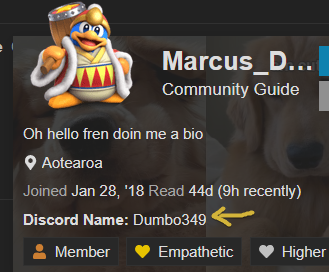 Marcus_D...
Community Guide
Oh hello fren doin me a bio
Aotearoa
Joined Jan 28, '18 Read 44d (9h recently)
Discord Name: Dumbo349
Member Empathetic Higher